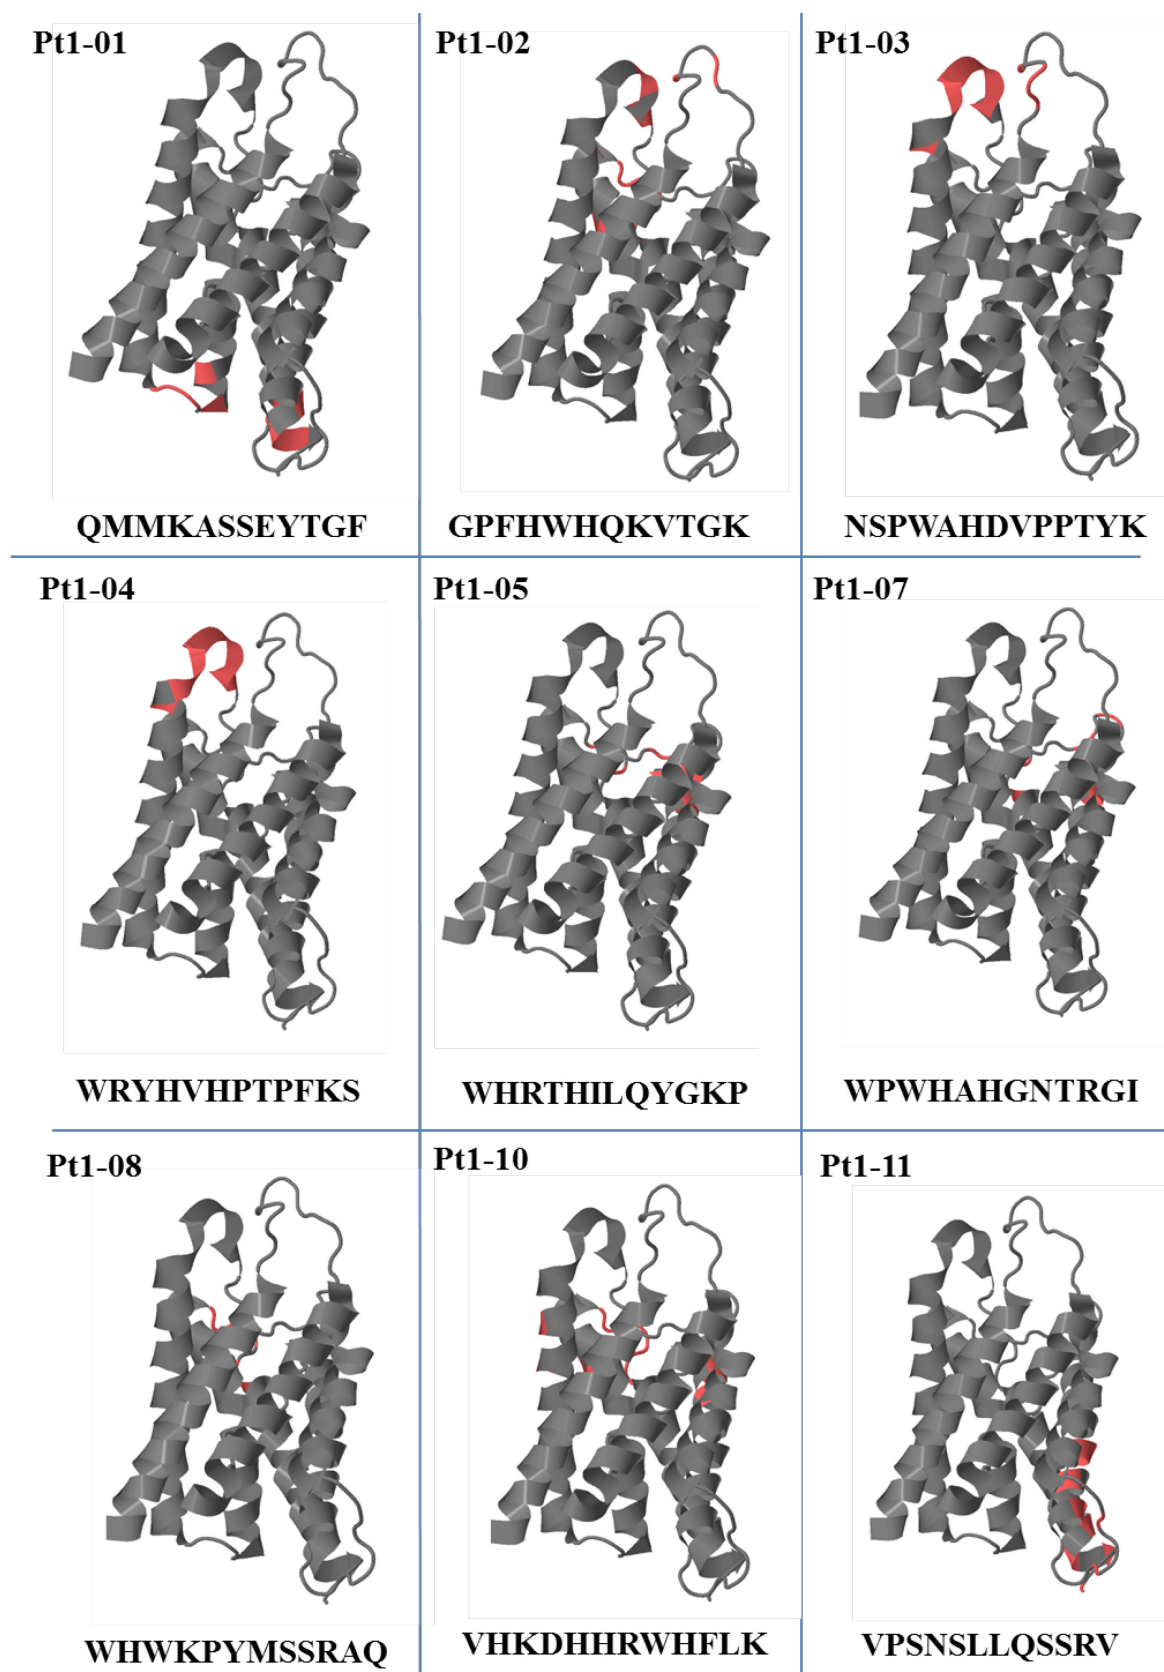 Pt1-01
Pt1-02
Pt1-03
QMMKASSEYTGF
GPFHWHQKVTGK
NSPWAHDVPPTYK
Pt1-04
Pt1-05
Pt1-07
WRYHVHPTPFKS
WHRTHILQYGKP
WPWHAHGNTRGI
Pt1-08
Pt1-10
Pt1-11
WHWKPYMSSRAQ
VHKDHHRWHFLK
VPSNSLLQSSRV